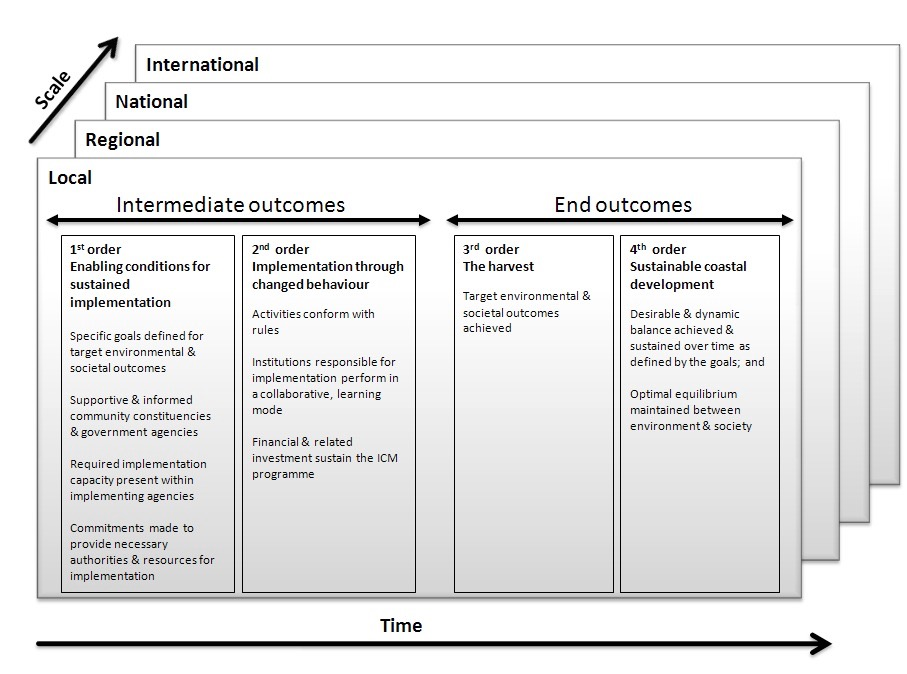 Scale
International
National
Regional
Local
Intermediate outcomes
End outcomes
1st order
Enabling conditions for
sustained
implementation
Specific goals defined for
target environmental &
societal outcomes
Supportive & informed
community constituencies
& government agencies
Required implementation
capacity present within
implementing agencies
Commitments made to
provide necessary
authorities & resources for
implementation
2nd order
Implementation through
changed behaviour
Activities conform with
rules
Institutions responsible for
implementation perform in
a collaborative, learning
mode
Financial & related
investment sustain the ICM
programme
3rd order
The harvest
Target environmental &
societal outcomes
achieved
4th order
Sustainable coastal
development
Desirable & dynamic
balance achieved &
sustained over time as
defined by the goals; and
Optimal equilibrium
maintained between
environment & society
Time